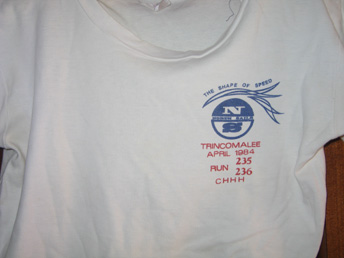 THE SHAPE OF SPEED
N
NORTH SAILS
S
TRINCOMALEE
APRIL 1984
235
RUN 236
CHHH